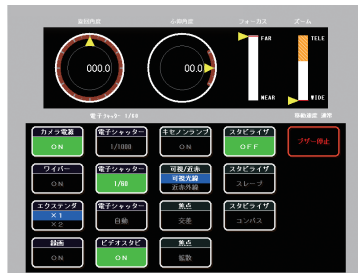 旋回角度 ふ仰角度 フォーカス ズーム
FAR TELE
000.0 000.0
NEAR WIDE
電子シャッター 1/60
カメラ電源 電子シャッター キセノンランプ スタビライザ
ON 1/1000 ON OFF ブザー停止
ワイパー 電子シャッター 可視/近赤 スタビライザ
ON 1/60 可視光線 スレーブ
近赤外線
エクステンダ 電子シャッター 焦点 スタビライザ
×1 自動 交差 コンパス
×2
録画 ビデオスタビ 焦点
ON ON 拡散